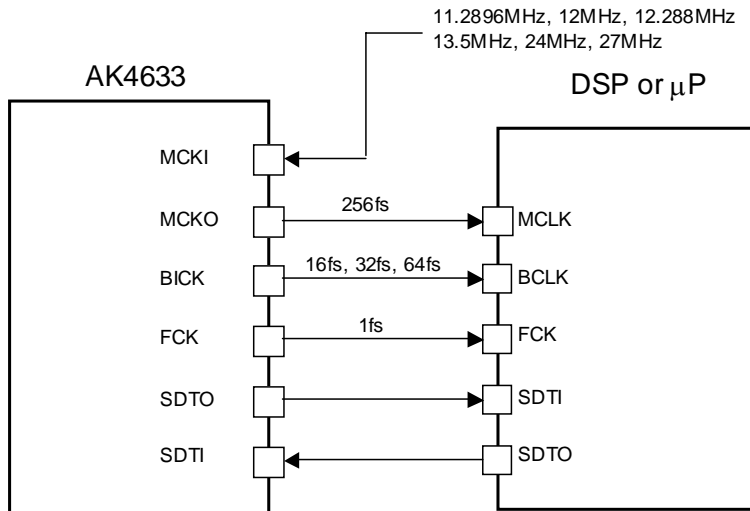 11.2896MHz, 12MHz, 12.288MHz
13.5MHz, 24MHz, 27MHz
AK4633
DSP or μP
MCKI
MCKO
256fs
MCLK
BICK
16fs, 32fs, 64fs
BCLK
FCK
1fs
FCK
SDTO
SDTI
SDTI
SDTO